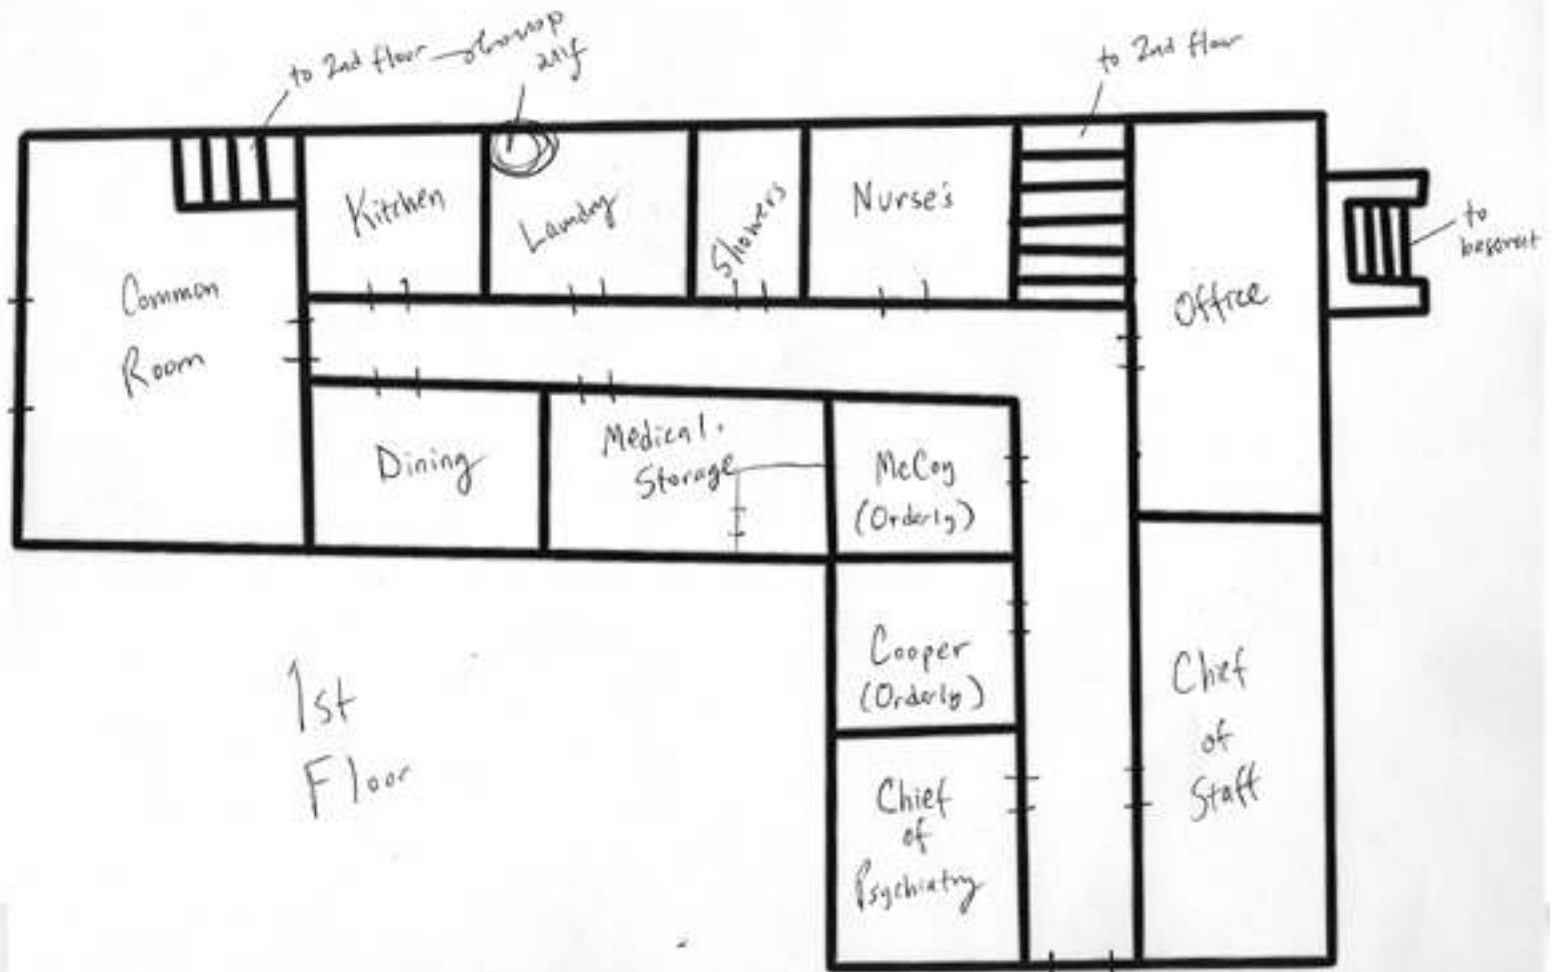 to 2nd floor
to 2nd floor
Kitchen
Laundry
Showers
Nurse's
to
Common
Room
Office
Dining
Medical
Storage
McCoy
(Orderly)
Cooper
(Orderly)
Chief
of
Staff
Chief
of
Psychiatry
1st
Floor